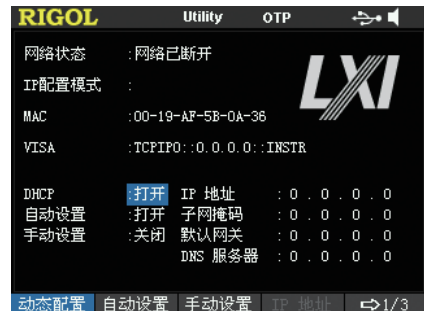 RIGOL Utility OTP
网络状态 :网络已断开
IP配置模式 :
LXI
MAC :00-19-AF-5B-0A-36
VISA :TCPIP0::0.0.0.0::INSTR
DHCP :打开 IP 地址 :0.0.0.0
自动设置 :打开 子网掩码 :0.0.0.0
手动设置 :关闭 默认网关 :0.0.0.0
DNS 服务器 :0.0.0.0
动态配置 自动设置 手动设置 IP 地址 1/3